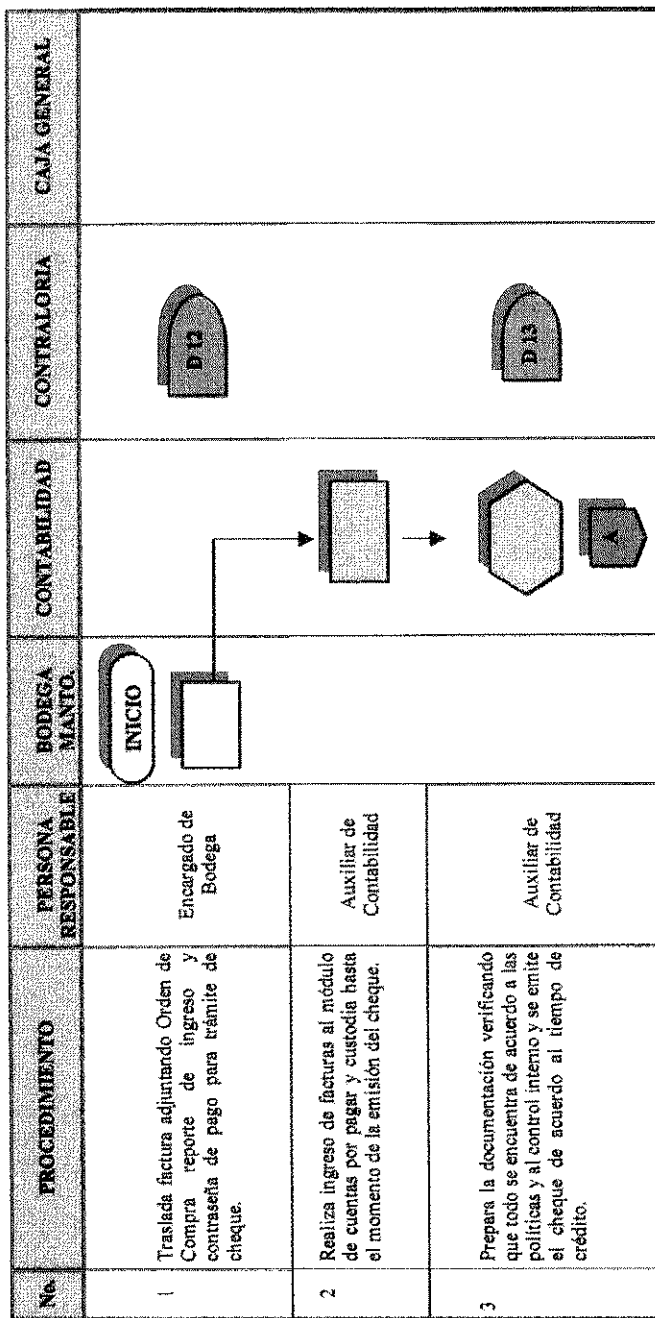 No.
PROCEDIMIENTO
PERSONA
RESPONSABLE
BODEGA
MANTO.
CONTABILIDAD
CONTRALORIA
CAJA GENERAL
1
Traslada factura adjuntando Orden de
Compra reporte de ingreso y
contraseña de pago para trámite de
cheque.
Encargado de
Bodega
INICIO
D 12
2
Realiza ingreso de facturas al módulo
de cuentas por pagar y custodia hasta
el momento de la emisión del cheque.
Auxiliar de
Contabilidad
3
Prepara la documentación verificando
que todo se encuentra de acuerdo a las
políticas y al control interno y se emite
el cheque de acuerdo al tiempo de
crédito.
Auxiliar de
Contabilidad
A
D 13